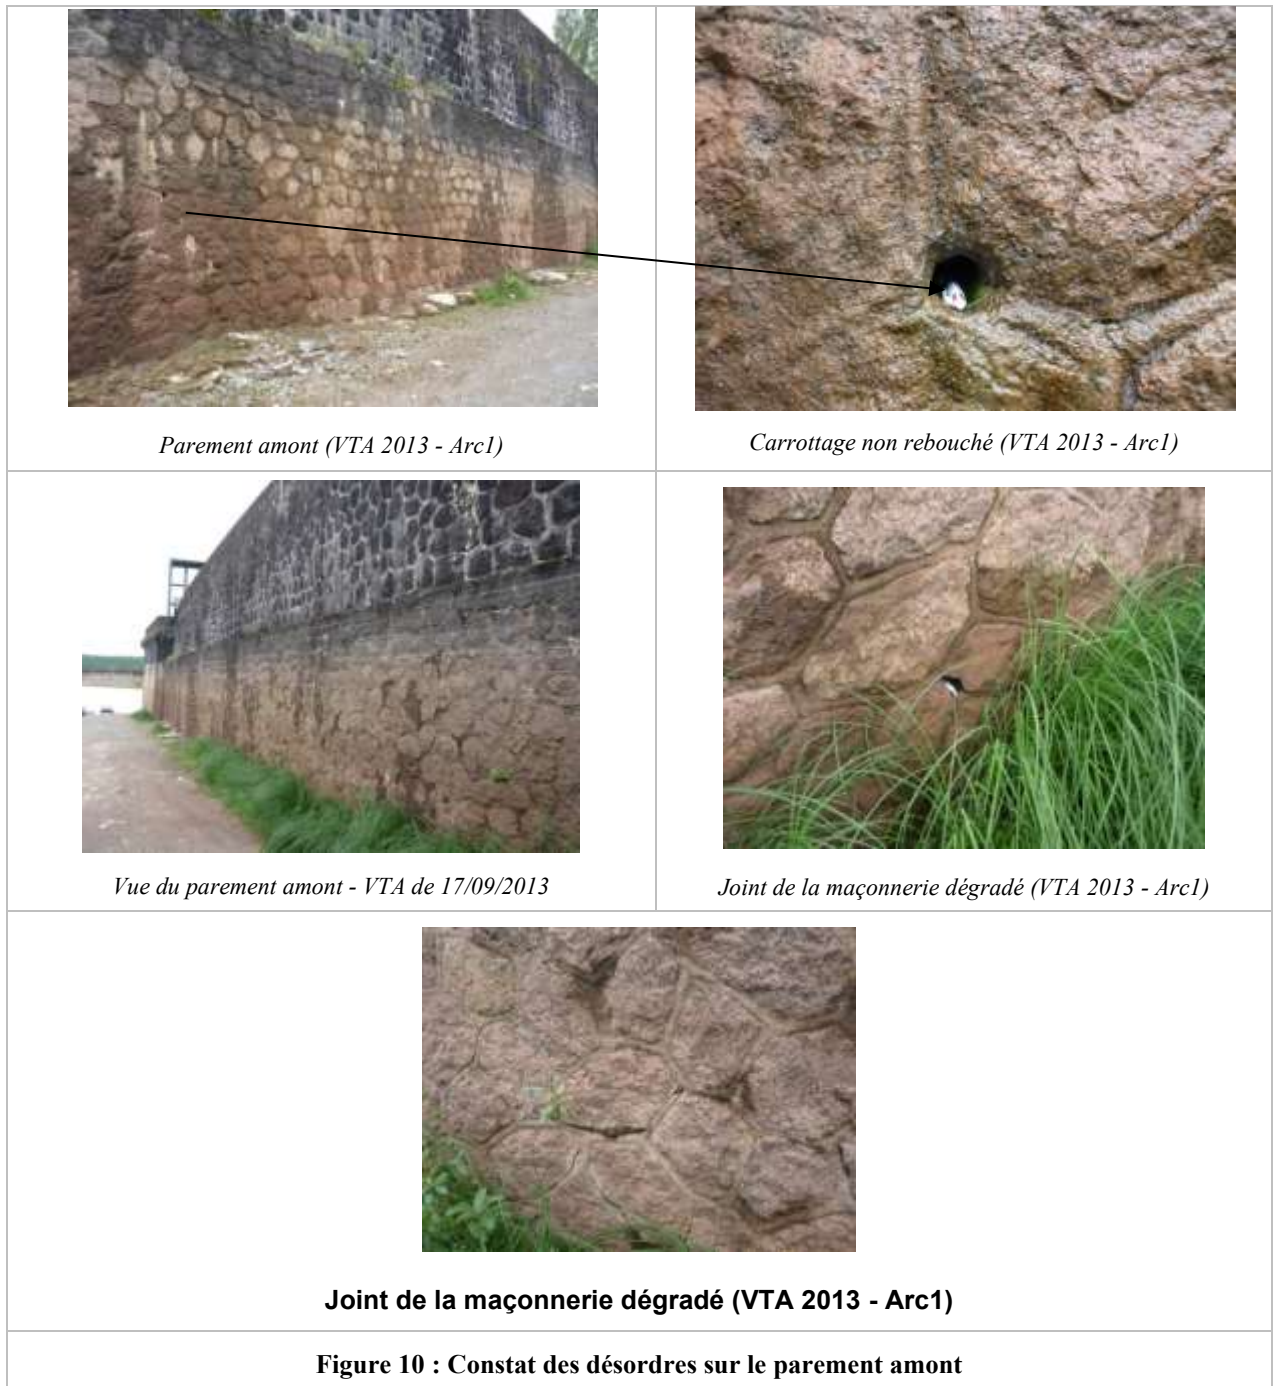 Parement amont (VTA 2013 - Arc1)
Carrottage non rebouché (VTA 2013 - Arc1)
Vue du parement amont - VTA de 17/09/2013
Joint de la maçonnerie dégradé (VTA 2013 - Arc1)
Joint de la maçonnerie dégradé (VTA 2013 - Arc1)
Figure 10 : Constat des désordres sur le parement amont